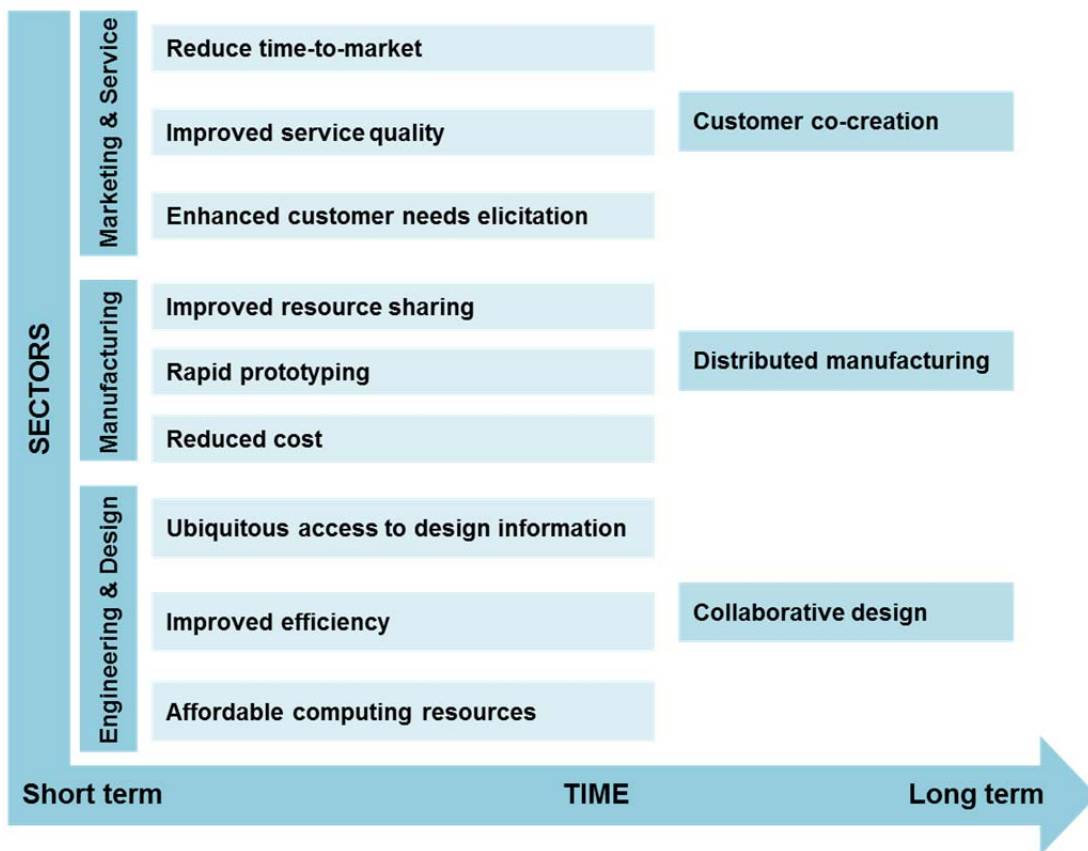 SECTORS
Marketing & Service
Reduce time-to-market
Improved service quality
Enhanced customer needs elicitation
Customer co-creation
Manufacturing
Improved resource sharing
Rapid prototyping
Reduced cost
Distributed manufacturing
Engineering & Design
Ubiquitous access to design information
Improved efficiency
Affordable computing resources
Collaborative design
Short term
TIME
Long term